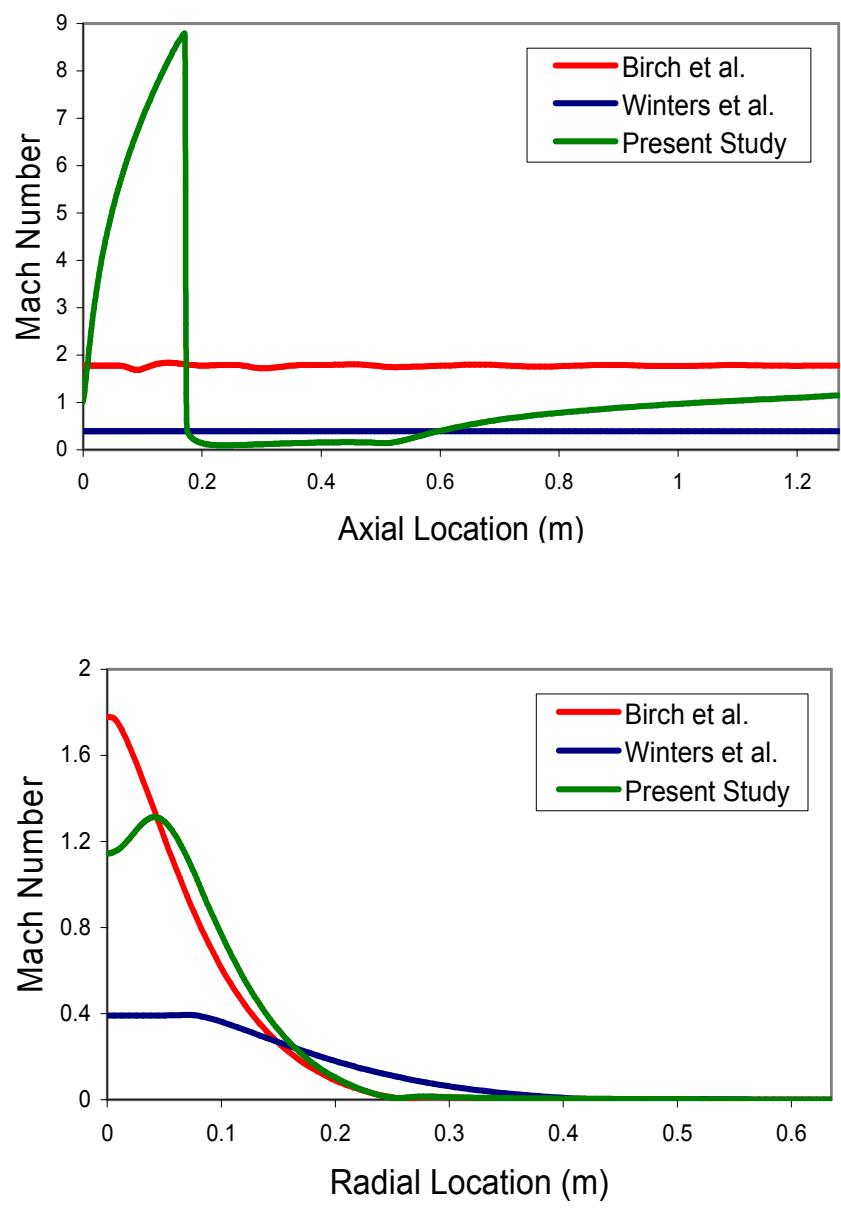 9
8
7
6
5
4
3
2
1
0
Mach Number
Birch et al.
Winters et al.
Present Study
0 0.2 0.4 0.6 0.8 1 1.2
Axial Location (m)
2
1.6
1.2
0.8
0.4
0
Mach Number
Birch et al.
Winters et al.
Present Study
0 0.1 0.2 0.3 0.4 0.5 0.6
Radial Location (m)